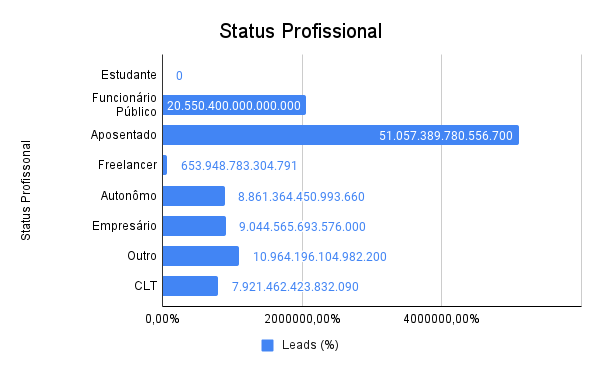 Status Profissional
Status Profissonal
Estudante
0
Funcionário
Público
20.550.400.000.000.000
Aposentado
51.057.389.780.556.700
Freelancer
653.948.783.304.791
Autonômo
8.861.364.450.993.660
Empresário
9.044.565.693.576.000
Outro
10.964.196.104.982.200
CLT
7.921.462.423.832.090
0,00%
2000000,00%
4000000,00%
Leads (%)